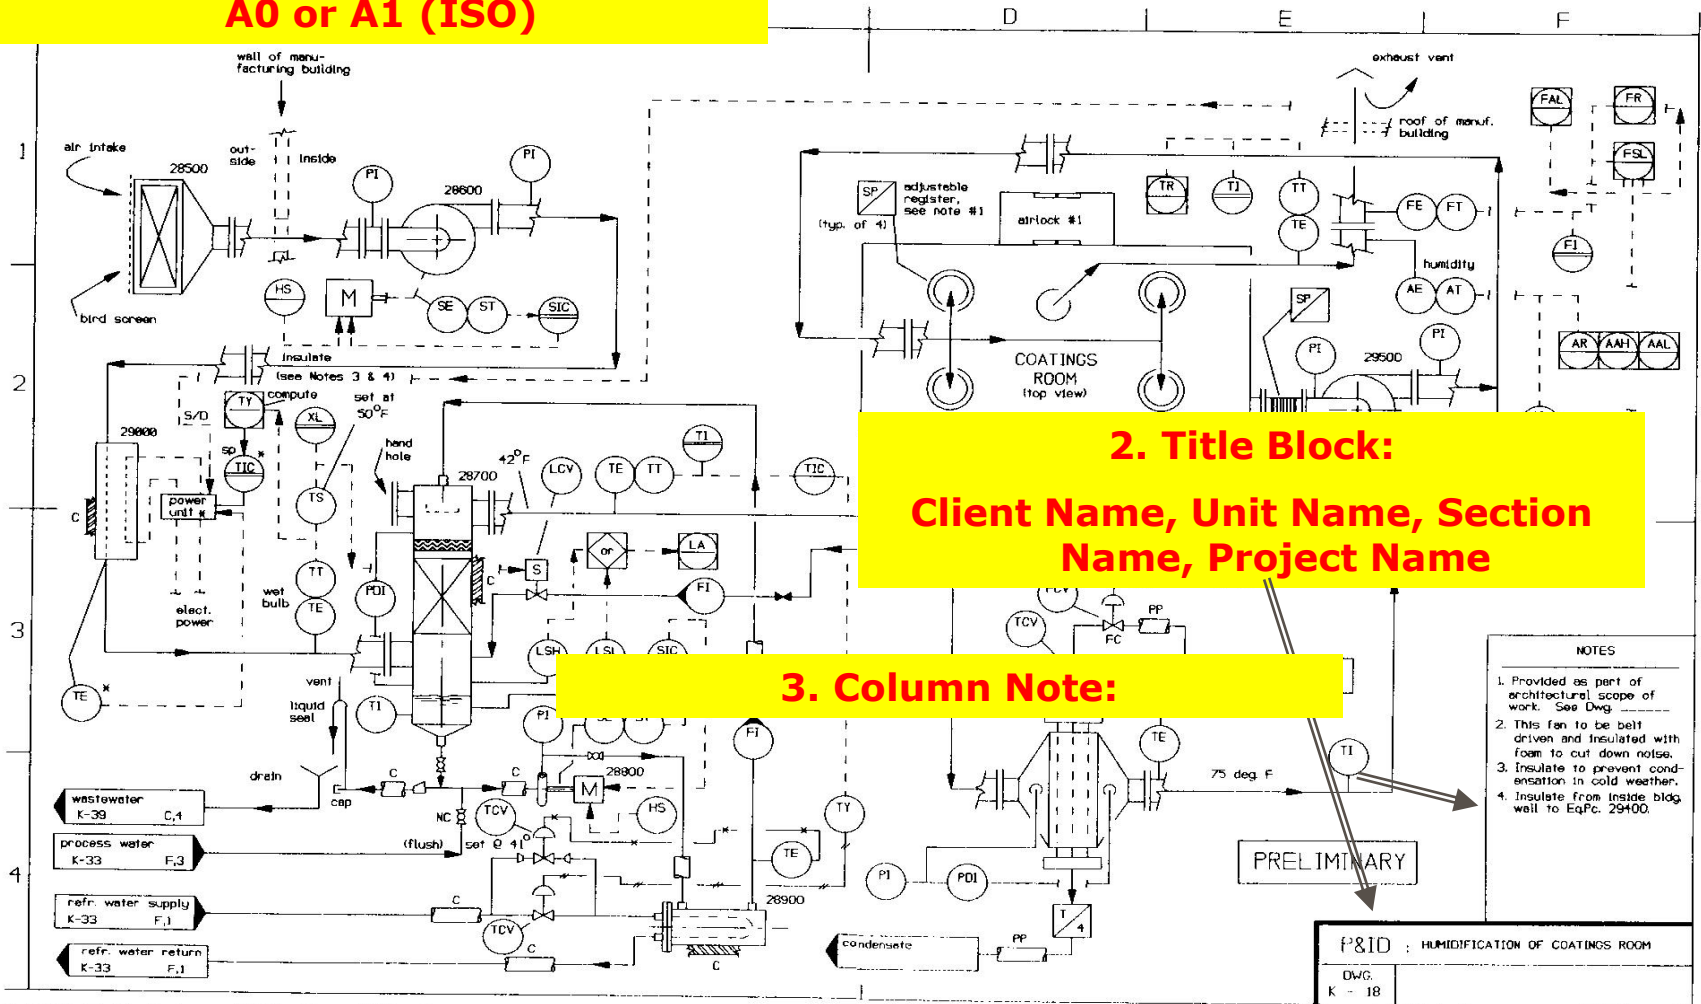 A0 or A1 (ISO)
D
E
F
1
2
3
4
wall of manu-
facturing building
air intake
out-
side
inside
28500
bird screen
PI
28600
PI
HS
M
SE
ST
SIC
insulate
(see Notes 3 & 4)
set at
50°F
S/D
TY
compute
XL
29000
sp
TIC
*
TS
power
unit *
C
hand
hole
28700
42°F
LCV
TE
TT
TI
TIC
or
LA
S
C
FI
PDI
TT
TE
wet
bulb
elect.
power
LSH
LSL
SIC
TE
*
vent
liquid
seal
TI
PI
FI
drain
cap
C
C
M
28800
HS
NC
TCV
(flush)
set @ 41°
TY
TE
wastewater
K-39
C,4
process water
K-33
F,3
refr. water supply
K-33
F,1
refr. water return
K-33
F,1
C
TCV
C
28900
C
exhaust vent
roof of manuf.
building
SP
adjustable
register,
see note #1
(typ. of 4)
airlock #1
TR
TI
TT
TE
FE
FT
humidity
AE
AT
FAL
FR
FSL
FI
AR
AAH
AAL
SP
PI
29500
PI
COATINGS
ROOM
(top view)
2. Title Block:
Client Name, Unit Name, Section
Name, Project Name
3. Column Note:
TCV
FC
PP
TE
TI
75 deg. F
PI
PDI
T
4
PP
condensate
NOTES
1. Provided as part of
architectural scope of
work. See Dwg. ______
2. This fan to be belt
driven and insulated with
foam to cut down noise.
3. Insulate to prevent cond-
ensation in cold weather.
4. Insulate from inside bldg.
wall to EqPc. 29400.
PRELIMINARY
P&ID : HUMIDIFICATION OF COATINGS ROOM
DWG.
K - 18